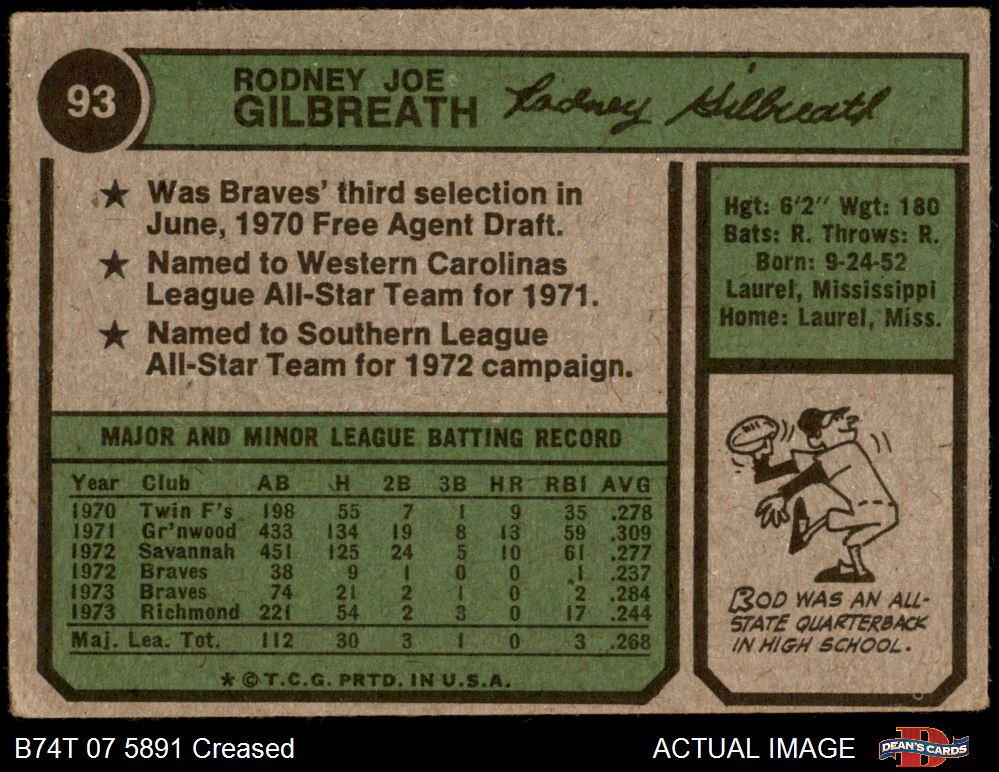 93
RODNEY JOE
GILBREATH
Rodney Gilbreath
★ Was Braves' third selection in
June, 1970 Free Agent Draft.
★ Named to Western Carolinas
League All-Star Team for 1971.
★ Named to Southern League
All-Star Team for 1972 campaign.
Hgt: 6'2" Wgt: 180
Bats: R. Throws: R.
Born: 9-24-52
Laurel, Mississippi
Home: Laurel, Miss.
MAJOR AND MINOR LEAGUE BATTING RECORD
Year Club AB H 2B 3B HR RBI AVG
1970 Twin F's 198 55 7 1 9 35 .278
1971 Gr'nwood 433 134 19 8 13 59 .309
1972 Savannah 451 125 24 5 10 61 .277
1972 Braves 38 9 1 0 0 1 .237
1973 Braves 74 21 2 1 0 2 .284
1973 Richmond 221 54 2 3 0 17 .244
Maj. Lea. Tot. 112 30 3 1 0 3 .268
* © T.C.G. PRTD. IN U.S.A.
ROD WAS AN ALL-
STATE QUARTERBACK
IN HIGH SCHOOL.
B74T 07 5891 Creased
ACTUAL IMAGE
DEAN'S CARDS